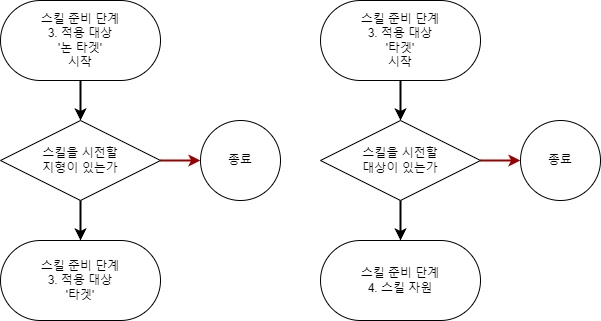 스킬 준비 단계
3. 적용 대상
'논 타겟'
시작
스킬을 시전할
지형이 있는가
종료
스킬 준비 단계
3. 적용 대상
'타겟'
스킬 준비 단계
3. 적용 대상
'타겟'
시작
스킬을 시전할
대상이 있는가
종료
스킬 준비 단계
4. 스킬 자원